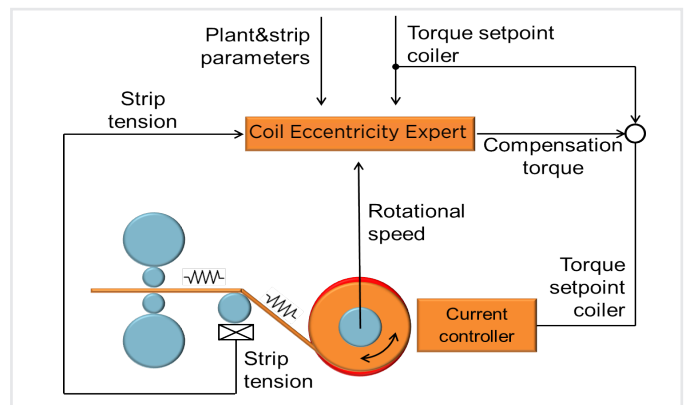 Plant&strip
parameters
Torque setpoint
coiler
Strip
tension
Coil Eccentricity Expert
Compensation
torque
Rotational
speed
Torque
setpoint
coiler
Current
controller
Strip
tension